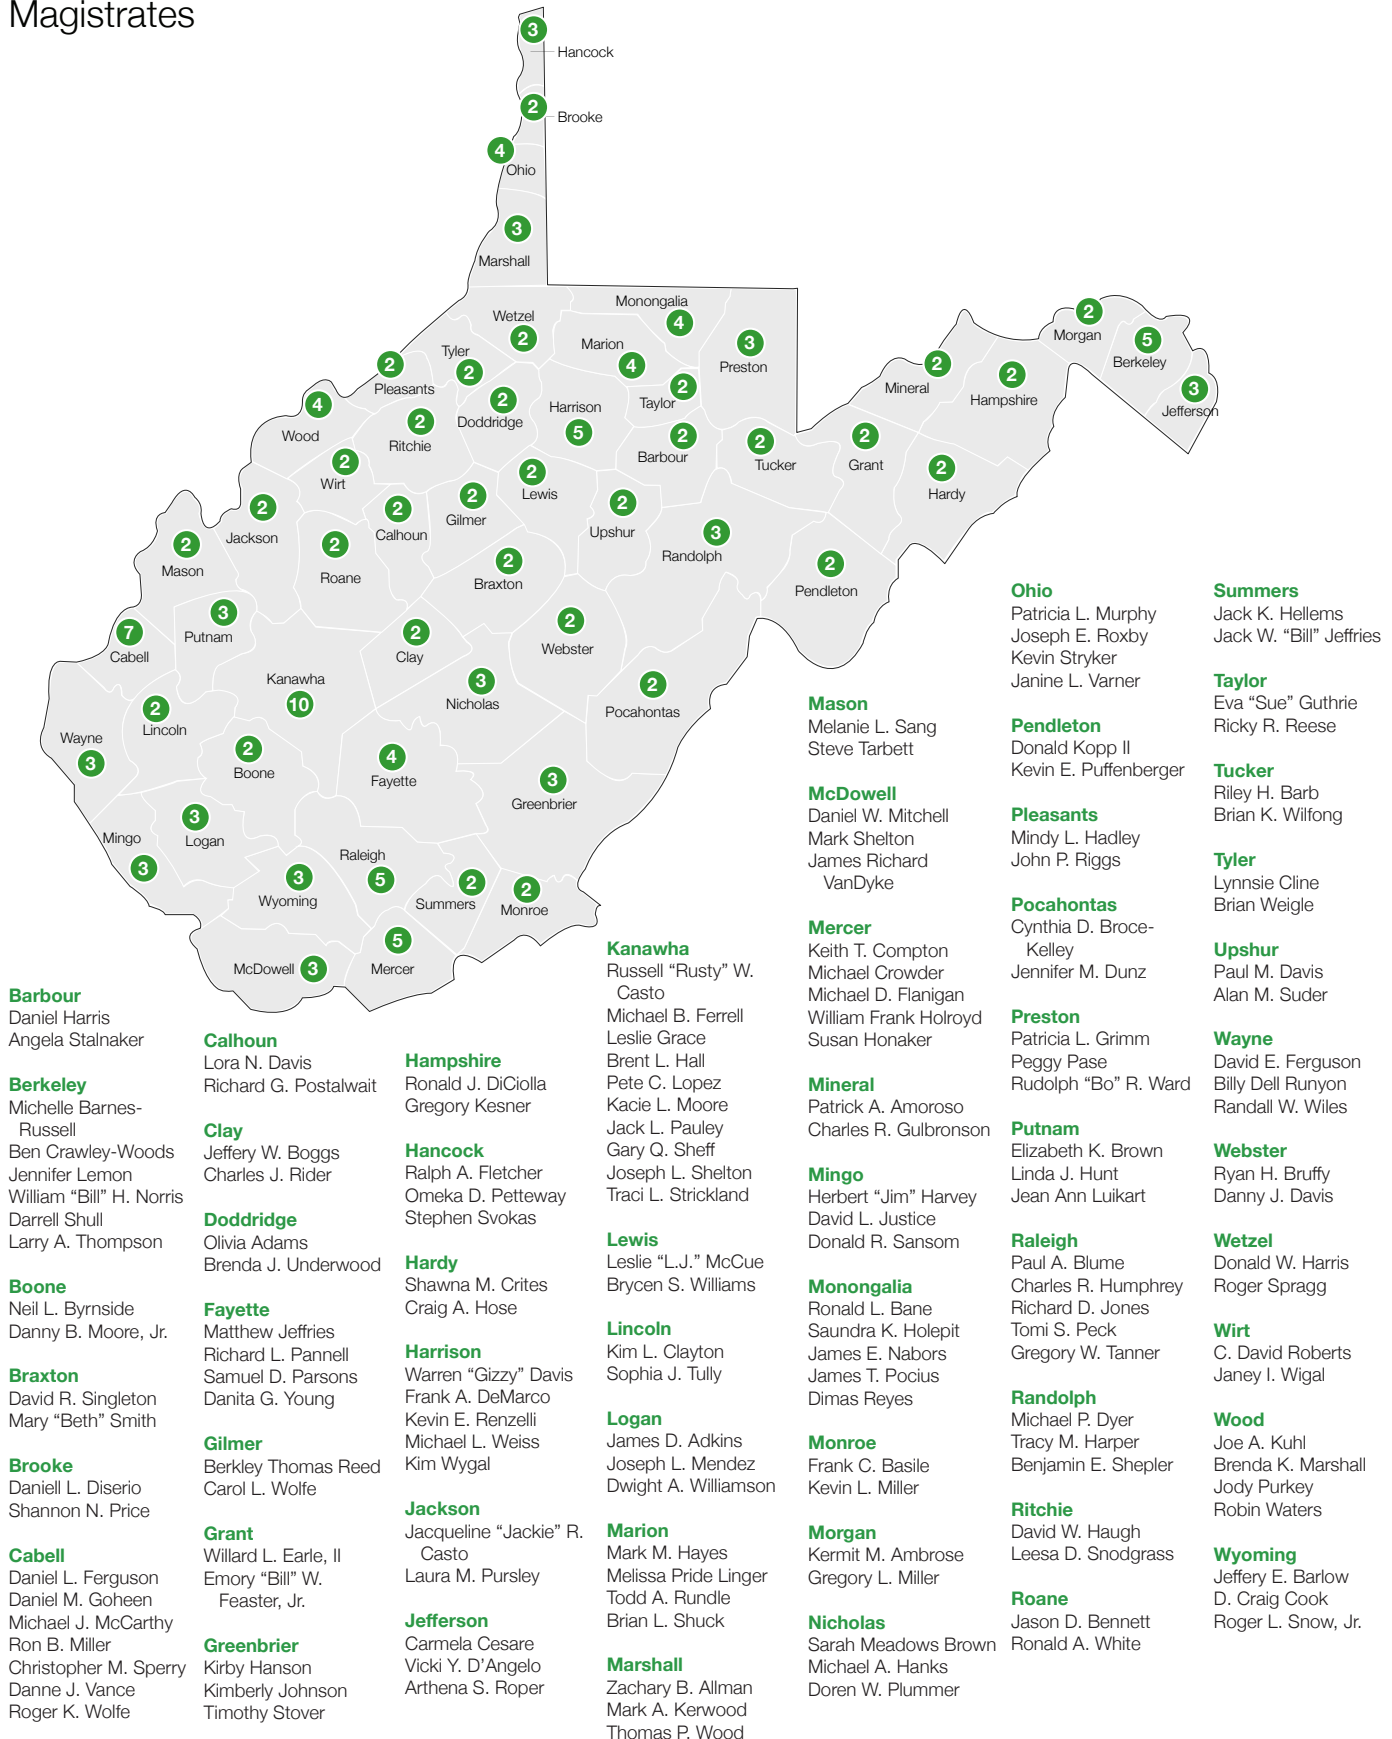 Magistrates
3
Hancock
2
Brooke
4
Ohio
3
Marshall
Monongalia
4
Wetzel
2
Marion
4
3
Preston
2
Morgan
5
Berkeley
Tyler
2
2
Pleasants
2
Taylor
2
Mineral
2
Hampshire
3
Jefferson
4
Wood
2
Doddridge
2
Ritchie
Harrison
5
2
Barbour
2
Tucker
2
Grant
2
Hardy
2
Wirt
2
Lewis
2
Gilmer
2
Jackson
2
Calhoun
2
Upshur
3
Randolph
2
Mason
2
Roane
2
Braxton
2
Pendleton
3
Putnam
7
Cabell
2
Clay
2
Webster
Kanawha
10
3
Nicholas
2
Pocahontas
2
Lincoln
Wayne
3
2
Boone
4
Fayette
3
Greenbrier
3
Logan
Mingo
3
Raleigh
5
3
Wyoming
2
Summers
2
Monroe
5
Mercer
McDowell 3
Barbour
Daniel Harris
Angela Stalnaker
Berkeley
Michelle Barnes-
Russell
Ben Crawley-Woods
Jennifer Lemon
William “Bill” H. Norris
Darrell Shull
Larry A. Thompson
Boone
Neil L. Byrnside
Danny B. Moore, Jr.
Braxton
David R. Singleton
Mary “Beth” Smith
Brooke
Daniell L. Diserio
Shannon N. Price
Cabell
Daniel L. Ferguson
Daniel M. Goheen
Michael J. McCarthy
Ron B. Miller
Christopher M. Sperry
Danne J. Vance
Roger K. Wolfe
Calhoun
Lora N. Davis
Richard G. Postalwait
Clay
Jeffery W. Boggs
Charles J. Rider
Doddridge
Olivia Adams
Brenda J. Underwood
Fayette
Matthew Jeffries
Richard L. Pannell
Samuel D. Parsons
Danita G. Young
Gilmer
Berkley Thomas Reed
Carol L. Wolfe
Grant
Willard L. Earle, II
Emory “Bill” W.
Feaster, Jr.
Greenbrier
Kirby Hanson
Kimberly Johnson
Timothy Stover
Hampshire
Ronald J. DiCiolla
Gregory Kesner
Hancock
Ralph A. Fletcher
Omeka D. Petteway
Stephen Svokas
Hardy
Shawna M. Crites
Craig A. Hose
Harrison
Warren “Gizzy” Davis
Frank A. DeMarco
Kevin E. Renzelli
Michael L. Weiss
Kim Wygal
Jackson
Jacqueline “Jackie” R.
Casto
Laura M. Pursley
Jefferson
Carmela Cesare
Vicki Y. D’Angelo
Arthena S. Roper
Kanawha
Russell “Rusty” W.
Casto
Michael B. Ferrell
Leslie Grace
Brent L. Hall
Pete C. Lopez
Kacie L. Moore
Jack L. Pauley
Gary Q. Sheff
Joseph L. Shelton
Traci L. Strickland
Lewis
Leslie “L.J.” McCue
Brycen S. Williams
Lincoln
Kim L. Clayton
Sophia J. Tully
Logan
James D. Adkins
Joseph L. Mendez
Dwight A. Williamson
Marion
Mark M. Hayes
Melissa Pride Linger
Todd A. Rundle
Brian L. Shuck
Marshall
Zachary B. Allman
Mark A. Kerwood
Thomas P. Wood
Mason
Melanie L. Sang
Steve Tarbett
McDowell
Daniel W. Mitchell
Mark Shelton
James Richard
VanDyke
Mercer
Keith T. Compton
Michael Crowder
Michael D. Flanigan
William Frank Holroyd
Susan Honaker
Mineral
Patrick A. Amoroso
Charles R. Gulbronson
Mingo
Herbert “Jim” Harvey
David L. Justice
Donald R. Sansom
Monongalia
Ronald L. Bane
Saundra K. Holepit
James E. Nabors
James T. Pocius
Dimas Reyes
Monroe
Frank C. Basile
Kevin L. Miller
Morgan
Kermit M. Ambrose
Gregory L. Miller
Nicholas
Sarah Meadows Brown
Michael A. Hanks
Doren W. Plummer
Ohio
Patricia L. Murphy
Joseph E. Roxby
Kevin Stryker
Janine L. Varner
Pendleton
Donald Kopp II
Kevin E. Puffenberger
Pleasants
Mindy L. Hadley
John P. Riggs
Pocahontas
Cynthia D. Broce-
Kelley
Jennifer M. Dunz
Preston
Patricia L. Grimm
Peggy Pase
Rudolph “Bo” R. Ward
Putnam
Elizabeth K. Brown
Linda J. Hunt
Jean Ann Luikart
Raleigh
Paul A. Blume
Charles R. Humphrey
Richard D. Jones
Tomi S. Peck
Gregory W. Tanner
Randolph
Michael P. Dyer
Tracy M. Harper
Benjamin E. Shepler
Ritchie
David W. Haugh
Leesa D. Snodgrass
Roane
Jason D. Bennett
Ronald A. White
Summers
Jack K. Hellems
Jack W. “Bill” Jeffries
Taylor
Eva “Sue” Guthrie
Ricky R. Reese
Tucker
Riley H. Barb
Brian K. Wilfong
Tyler
Lynnsie Cline
Brian Weigle
Upshur
Paul M. Davis
Alan M. Suder
Wayne
David E. Ferguson
Billy Dell Runyon
Randall W. Wiles
Webster
Ryan H. Bruffy
Danny J. Davis
Wetzel
Donald W. Harris
Roger Spragg
Wirt
C. David Roberts
Janey I. Wigal
Wood
Joe A. Kuhl
Brenda K. Marshall
Jody Purkey
Robin Waters
Wyoming
Jeffery E. Barlow
D. Craig Cook
Roger L. Snow, Jr.